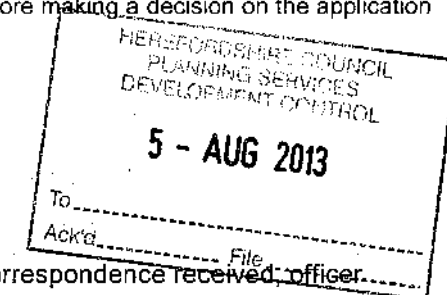 ore making a decision on the application
HEREFORDSHIRE COUNCIL
PLANNING SERVICES
DEVELOPMENT CONTROL
5 - AUG 2013
To
Ack'd File
orrespondence received, officer